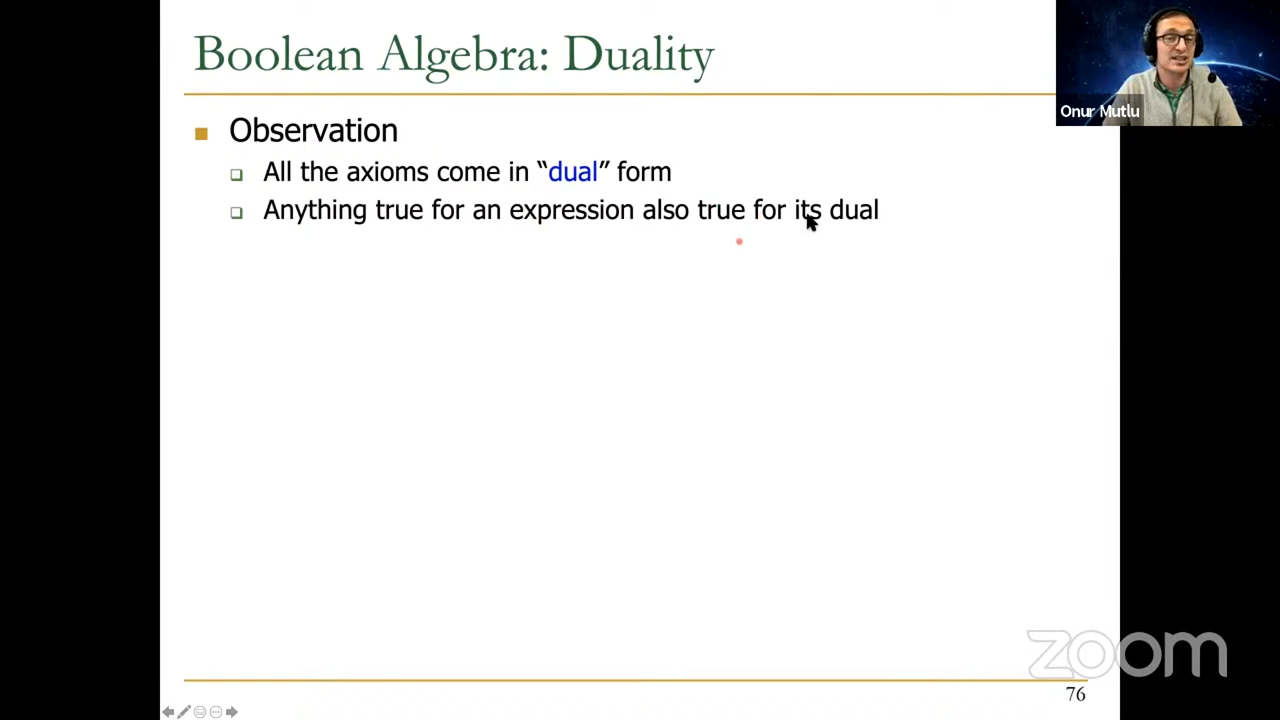 Boolean Algebra: Duality
Onur Mutlu
Observation
All the axioms come in “dual” form
Anything true for an expression also true for its dual
zoom
76